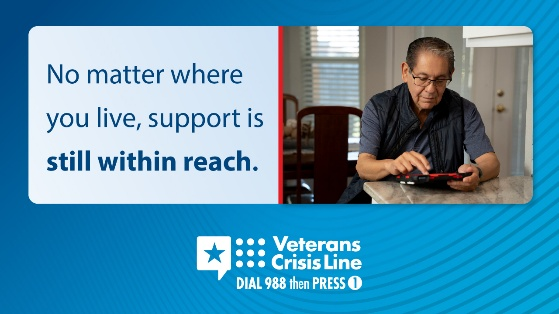 No matter where
you live, support is
still within reach.
Veterans
Crisis Line
DIAL 988 then PRESS 1